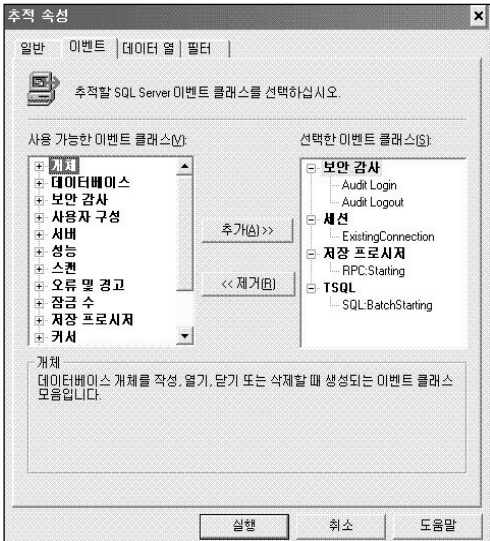 추적 속성
일반 이벤트 데이터 열 필터
추적할 SQL Server 이벤트 클래스를 선택하십시오.
사용 가능한 이벤트 클래스(V):
개체
데이터베이스
보안 감사
사용자 구성
서버
성능
스캔
오류 및 경고
잠금 수
저장 프로시저
커서
추가(A) >>
<< 제거(R)
선택한 이벤트 클래스(S):
보안 감사
Audit Login
Audit Logout
세션
ExistingConnection
저장 프로시저
RPC:Starting
TSQL
SQL:BatchStarting
개체
데이터베이스 개체를 작성, 열기, 닫기 또는 삭제할 때 생성되는 이벤트 클래스
모음입니다.
실행 취소 도움말